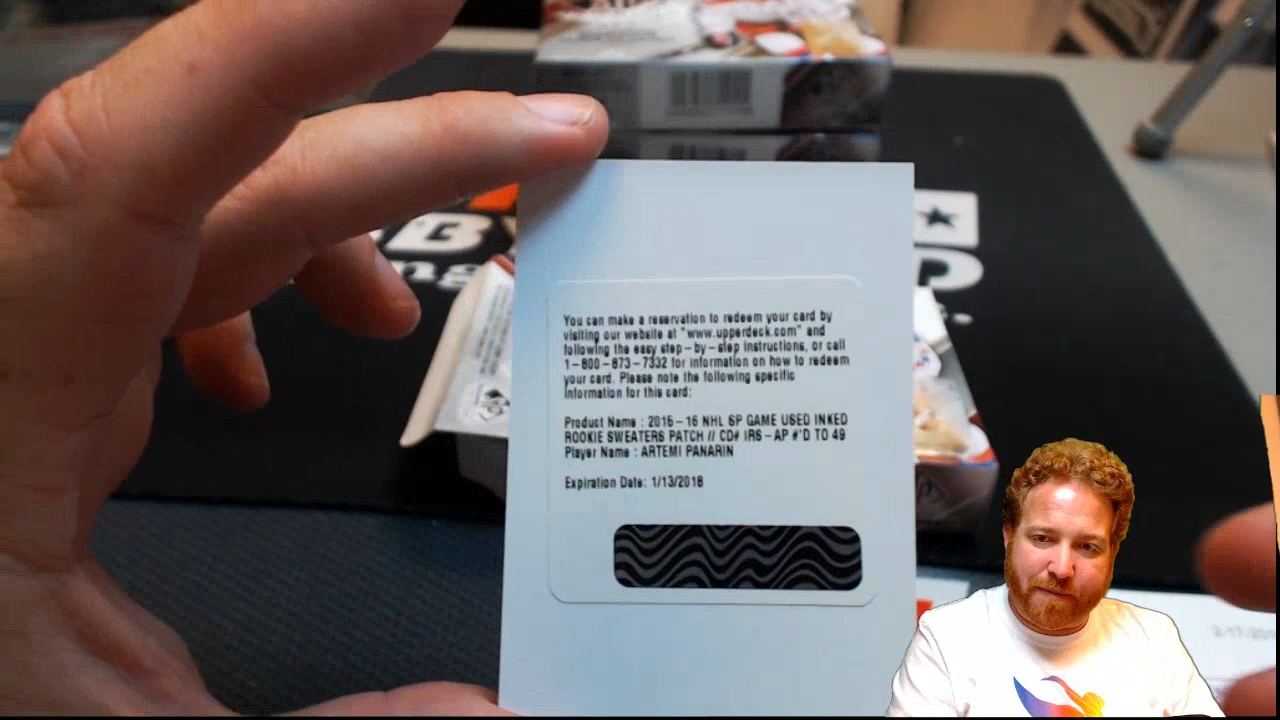 You can make a reservation to redeem your card by
visiting our website at "www.upperdeck.com" and
following the easy step-by-step instructions, or call
1-800-873-7332 for information on how to redeem
your card. Please note the following specific
information for this card:
Product Name : 2015-16 NHL SP GAME USED INKED
ROOKIE SWEATERS PATCH // CD# IRS-AP #'D TO 49
Player Name : ARTEMI PANARIN
Expiration Date: 1/13/2018